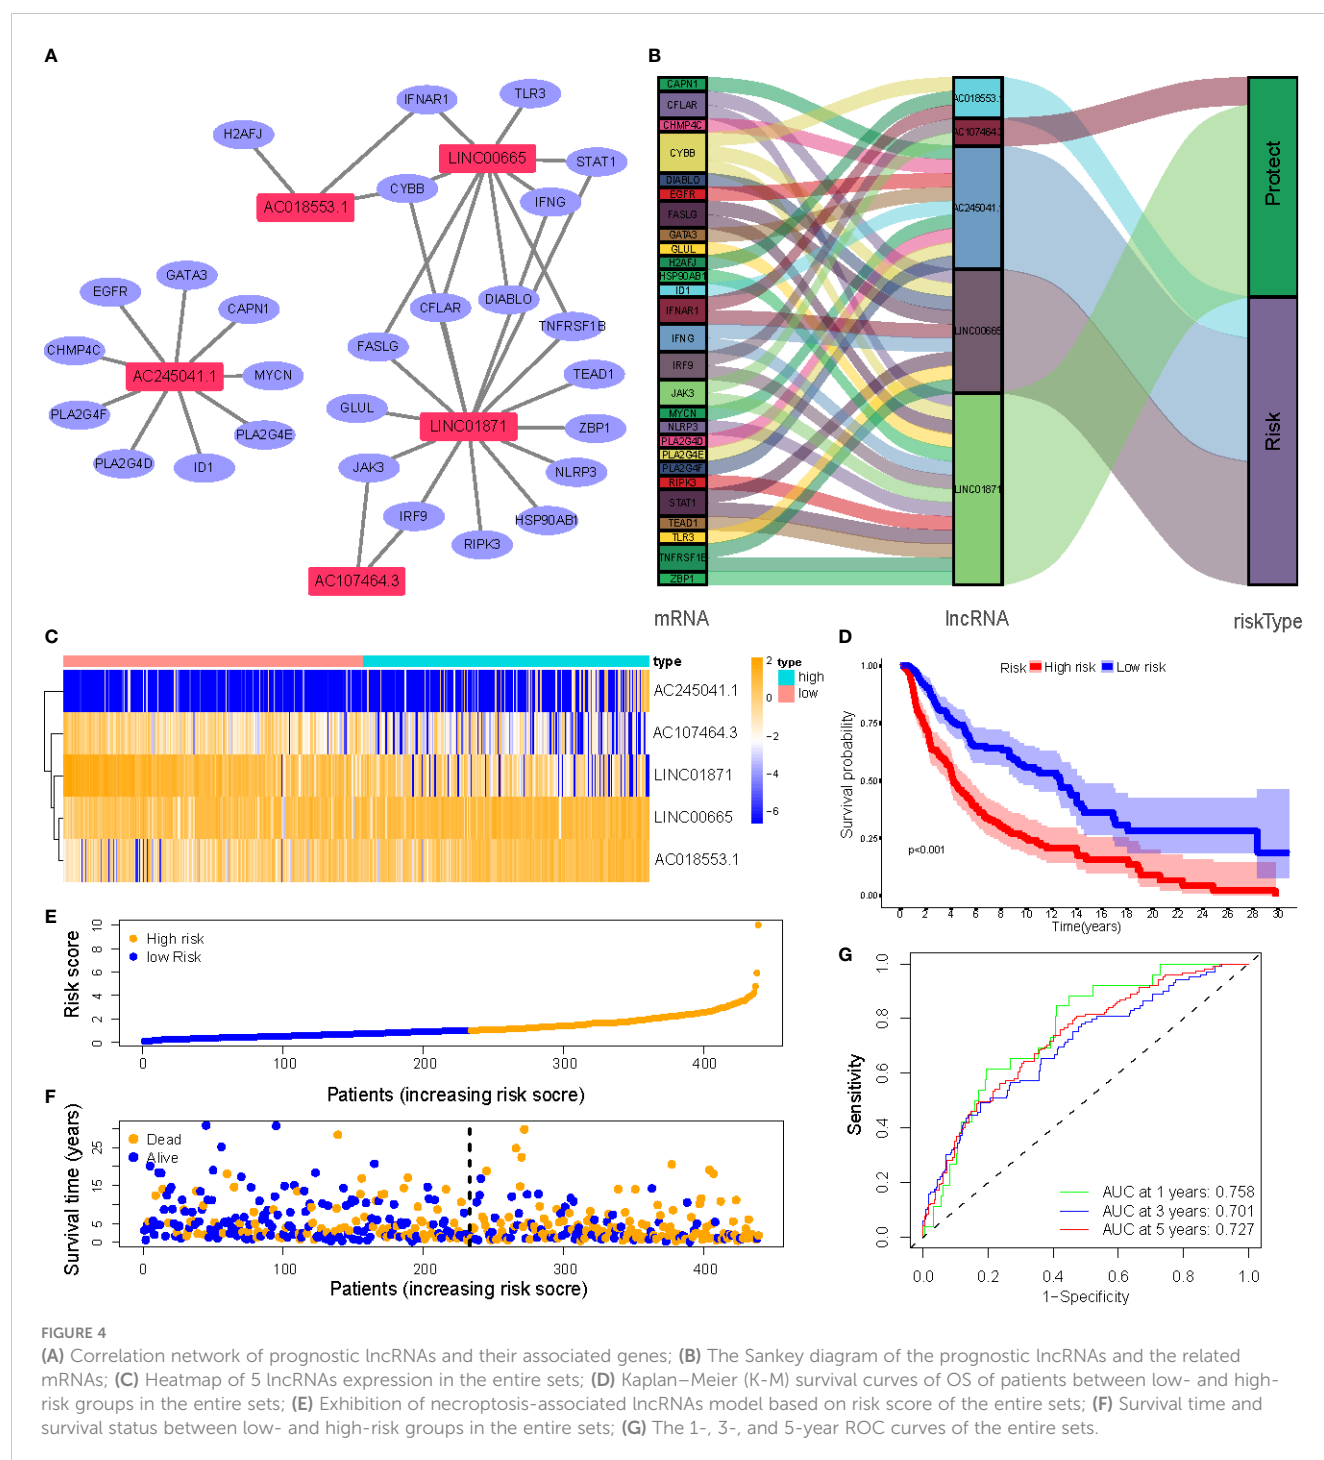 A
IFNAR1
TLR3
H2AFJ
LINC00665
STAT1
CYBB
IFNG
AC018553.1
GATA3
EGFR
CAPN1
CFLAR
DIABLO
TNFRSF1B
CHMP4C
FASLG
AC245041.1
MYCN
TEAD1
PLA2G4F
GLUL
LINC01871
ZBP1
PLA2G4E
PLA2G4D
ID1
JAK3
NLRP3
IRF9
HSP90AB1
RIPK3
AC107464.3
B
CAPN1
CFLAR
CHMP4C
CYBB
DIABLO
EGFR
FASLG
GATA3
GLUL
H2AFJ
HSP90AB1
ID1
IFNAR1
IFNG
IRF9
JAK3
MYCN
NLRP3
PLA2G4D
PLA2G4E
PLA2G4F
RIPK3
STAT1
TEAD1
TLR3
TNFRSF1B
ZBP1
AC018553.1
AC107464.3
AC245041.1
LINC00665
LINC01871
Protect
Risk
mRNA
lncRNA
riskType
C
type
AC245041.1
AC107464.3
LINC01871
LINC00665
AC018553.1
2
0
−2
−4
−6
type
high
low
D
Risk High risk Low risk
Survival probability
1.00
0.75
0.50
0.25
0.00
p<0.001
0 2 4 6 8 10 12 14 16 18 20 22 24 26 28 30
Time(years)
E
Risk score
0 2 4 6 8 10
High risk
low Risk
0 100 200 300 400
Patients (increasing risk socre)
F
Survival time (years)
0 5 15 25
Dead
Alive
0 100 200 300 400
Patients (increasing risk socre)
G
Sensitivity
0.0 0.2 0.4 0.6 0.8 1.0
AUC at 1 years: 0.758
AUC at 3 years: 0.701
AUC at 5 years: 0.727
0.0 0.2 0.4 0.6 0.8 1.0
1−Specificity
FIGURE 4
(A) Correlation network of prognostic lncRNAs and their associated genes; (B) The Sankey diagram of the prognostic lncRNAs and the related
mRNAs; (C) Heatmap of 5 lncRNAs expression in the entire sets; (D) Kaplan–Meier (K-M) survival curves of OS of patients between low- and high-
risk groups in the entire sets; (E) Exhibition of necroptosis-associated lncRNAs model based on risk score of the entire sets; (F) Survival time and
survival status between low- and high-risk groups in the entire sets; (G) The 1-, 3-, and 5-year ROC curves of the entire sets.